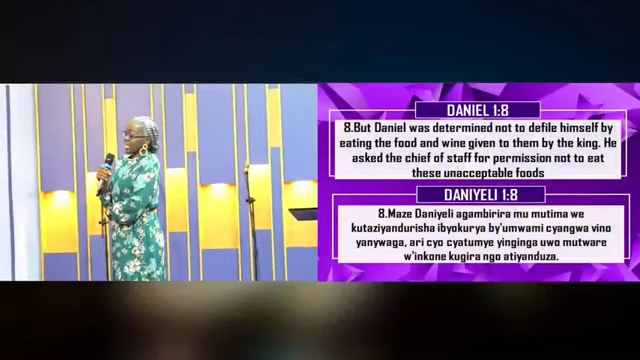 DANIEL 1:8
8.But Daniel was determined not to defile himself by
eating the food and wine given to them by the king. He
asked the chief of staff for permission not to eat
these unacceptable foods
DANIYELI 1:8
8.Maze Daniyeli agambirira mu mutima we
kutaziyandurisha ibyokurya by'umwami cyangwa vino
yanywaga, ari cyo cyatumye yinginga uwo mutware
w'inkone kugira ngo atiyanduza.